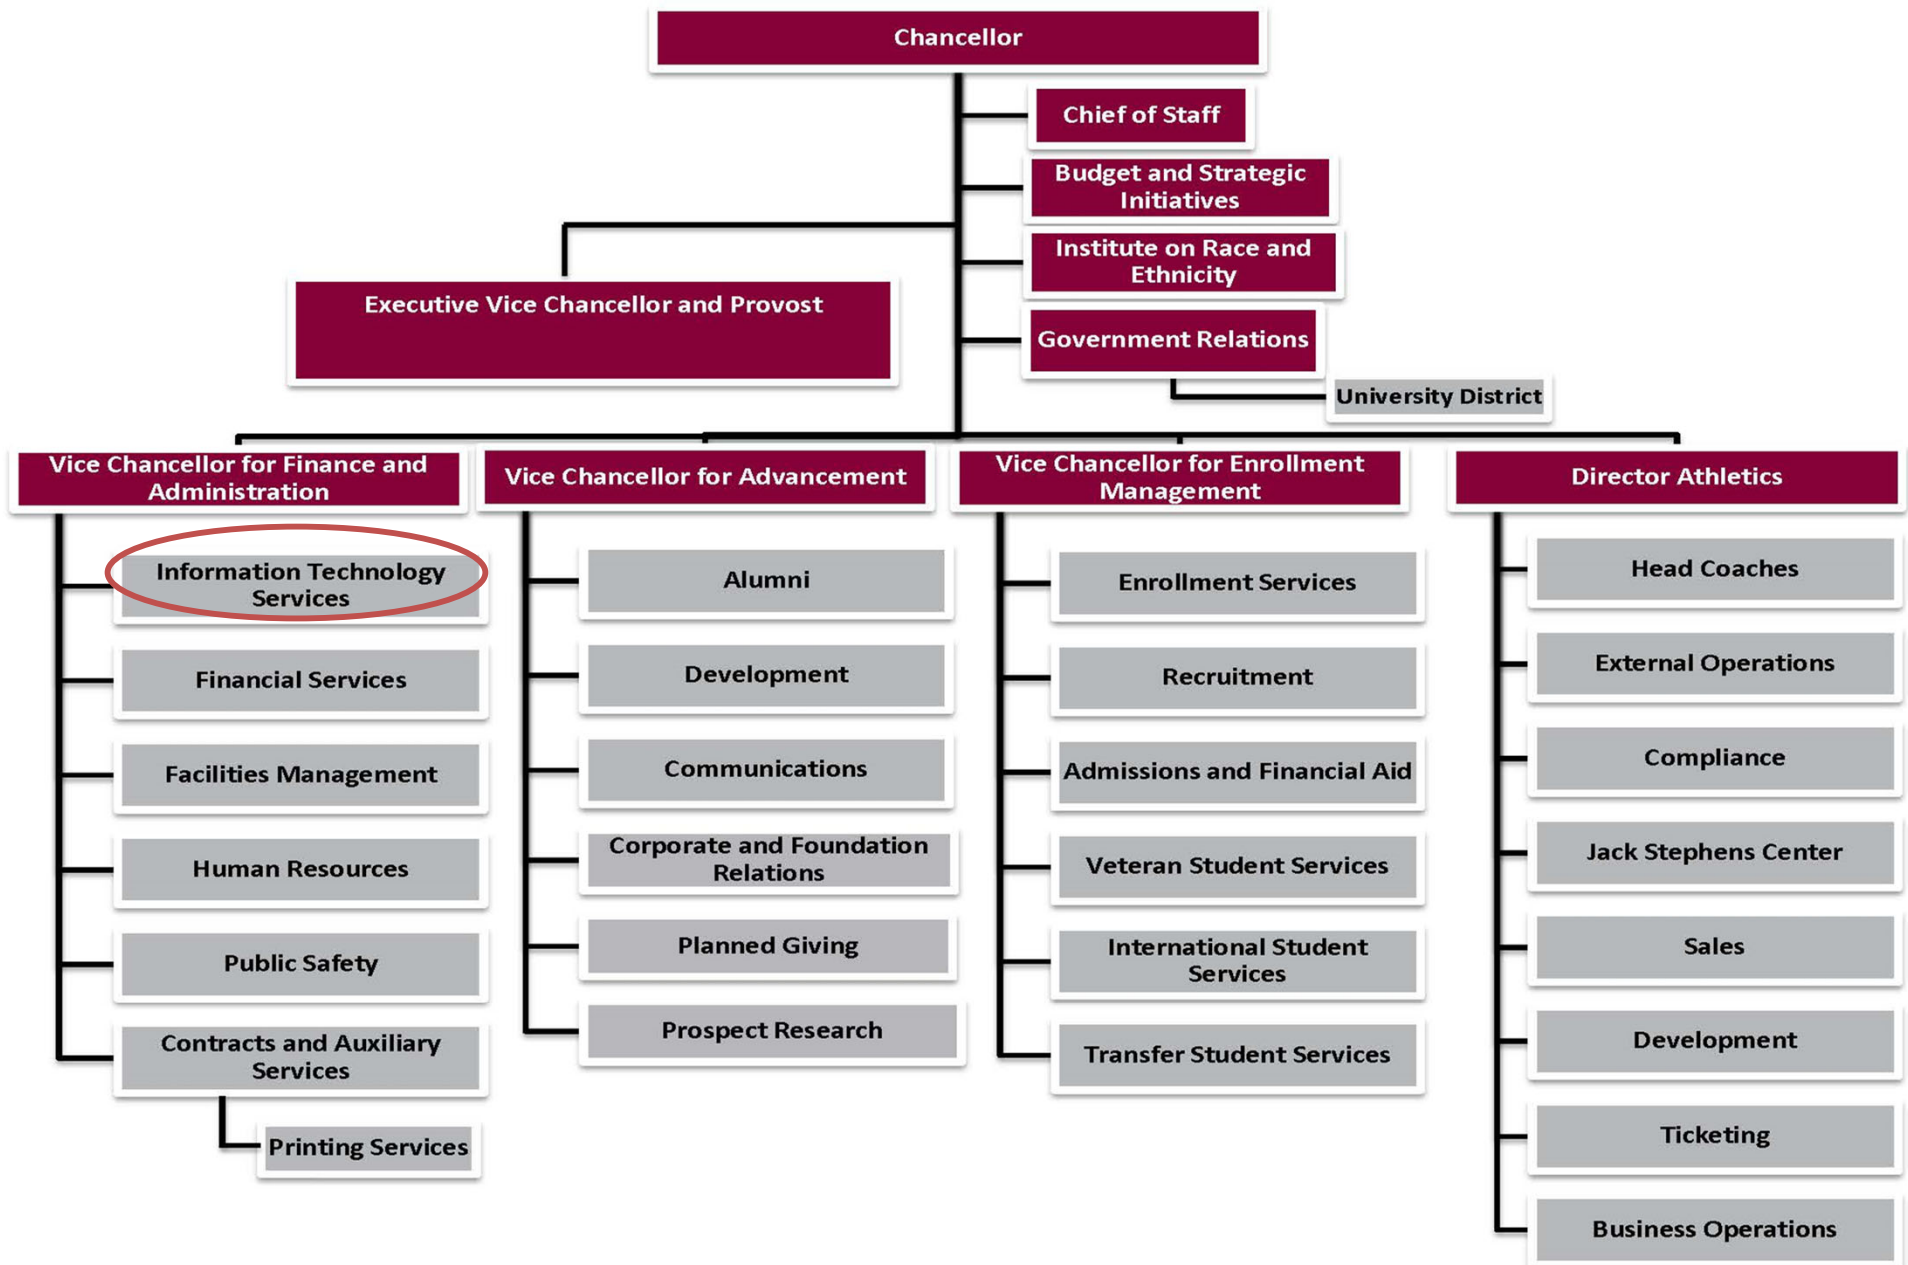 Chancellor
Chief of Staff
Budget and Strategic
Initiatives
Institute on Race and
Ethnicity
Executive Vice Chancellor and Provost
Government Relations
University District
Vice Chancellor for Finance and
Administration
Information Technology
Services
Financial Services
Facilities Management
Human Resources
Public Safety
Contracts and Auxiliary
Services
Printing Services
Vice Chancellor for Advancement
Alumni
Development
Communications
Corporate and Foundation
Relations
Planned Giving
Prospect Research
Vice Chancellor for Enrollment
Management
Enrollment Services
Recruitment
Admissions and Financial Aid
Veteran Student Services
International Student
Services
Transfer Student Services
Director Athletics
Head Coaches
External Operations
Compliance
Jack Stephens Center
Sales
Development
Ticketing
Business Operations